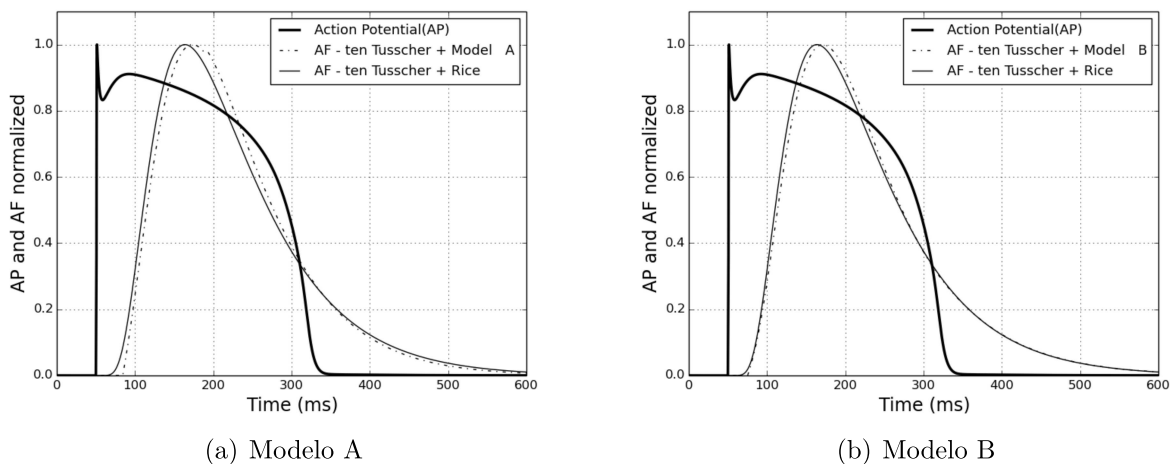 Action Potential(AP)
AF - ten Tusscher + Model A
AF - ten Tusscher + Rice
AP and AF normalized
1.0
0.8
0.6
0.4
0.2
0.0
0 100 200 300 400 500 600
Time (ms)
(a) Modelo A
Action Potential(AP)
AF - ten Tusscher + Model B
AF - ten Tusscher + Rice
AP and AF normalized
1.0
0.8
0.6
0.4
0.2
0.0
0 100 200 300 400 500 600
Time (ms)
(b) Modelo B